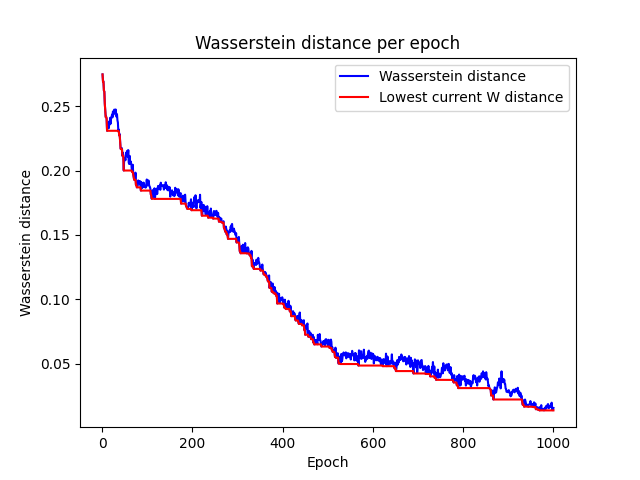 Wasserstein distance per epoch
Wasserstein distance
Lowest current W distance
Wasserstein distance
0.25
0.20
0.15
0.10
0.05
0
200
400
600
800
1000
Epoch